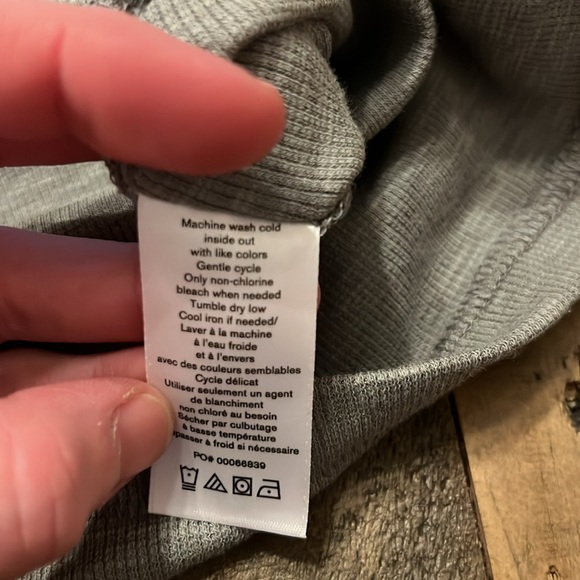 Machine wash cold
inside out
with like colors
Gentle cycle
Only non-chlorine
bleach when needed
Tumble dry low
Cool iron if needed/
Laver à la machine
à l'eau froide
et à l'envers
avec des couleurs semblables
Cycle délicat
Utiliser seulement un agent
de blanchiment
non chloré au besoin
Sécher par culbutage
à basse température
à froid si nécessaire
PO# 00066839